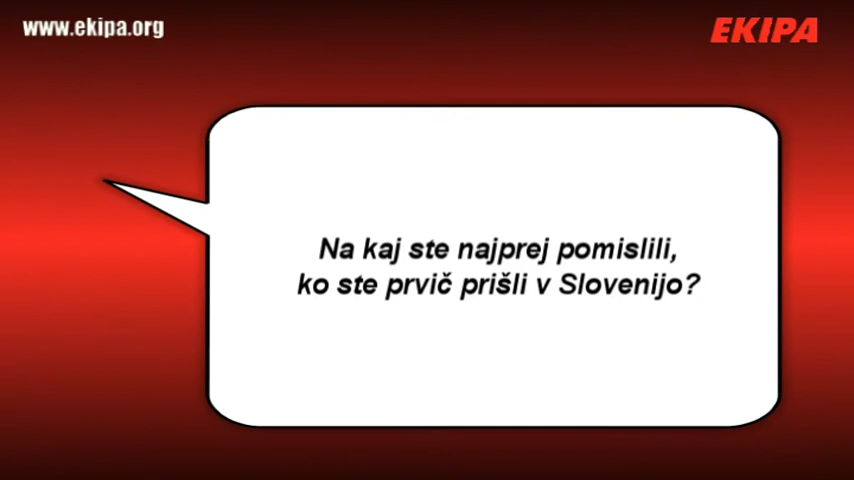 www.ekipa.org
EKIPA
Na kaj ste najprej pomislili,
ko ste prvič prišli v Slovenijo?